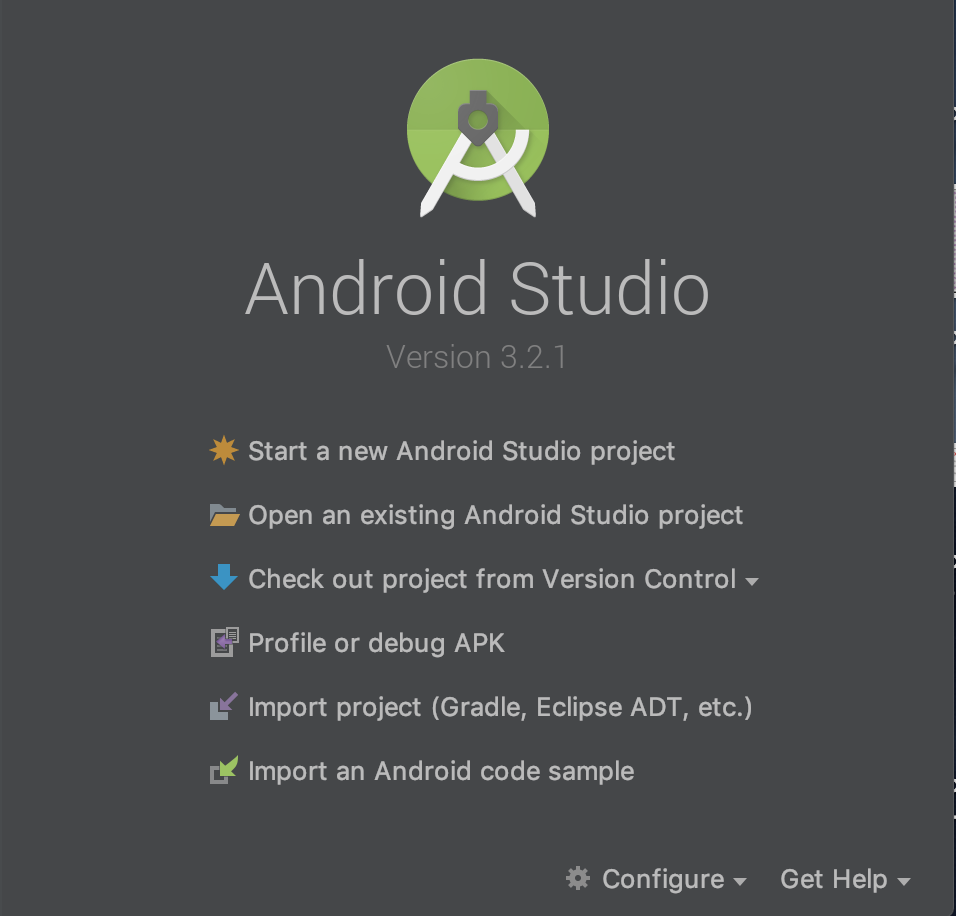 Android Studio
Version 3.2.1
Start a new Android Studio project
Open an existing Android Studio project
Check out project from Version Control
Profile or debug APK
Import project (Gradle, Eclipse ADT, etc.)
Import an Android code sample
Configure
Get Help